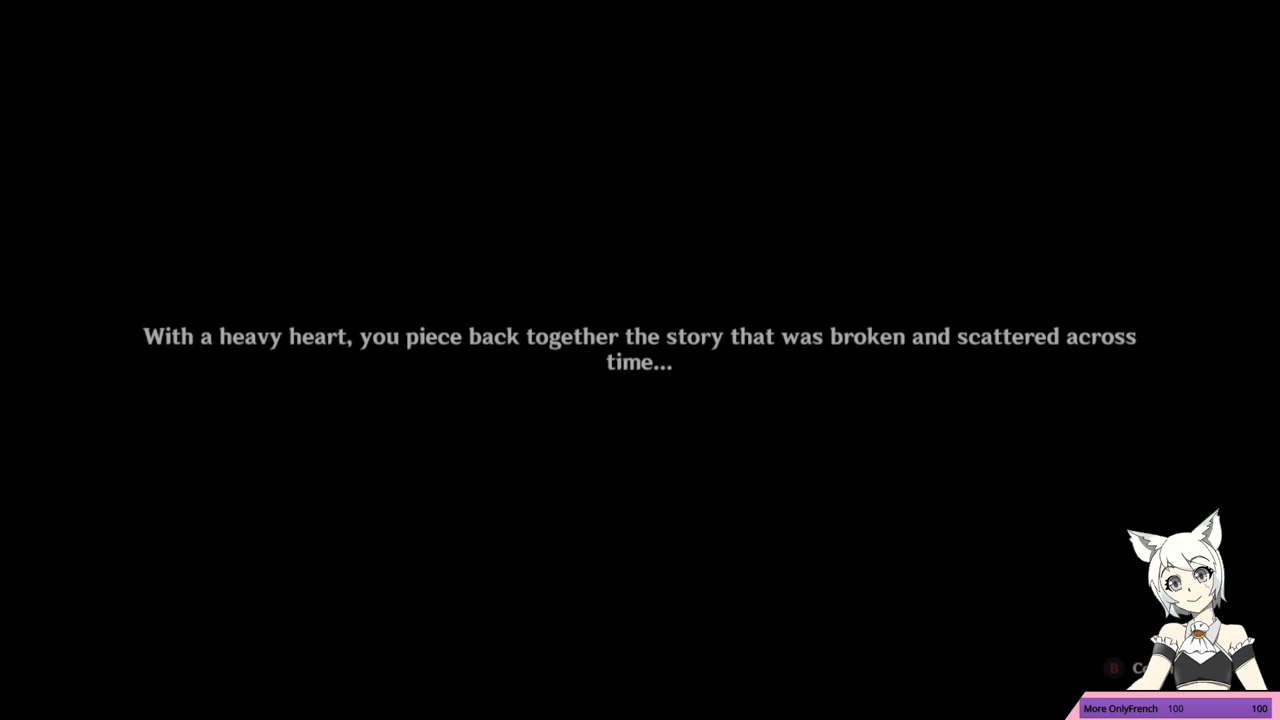 With a heavy heart, you piece back together the story that was broken and scattered across
time...
B
More OnlyFrench 100 100